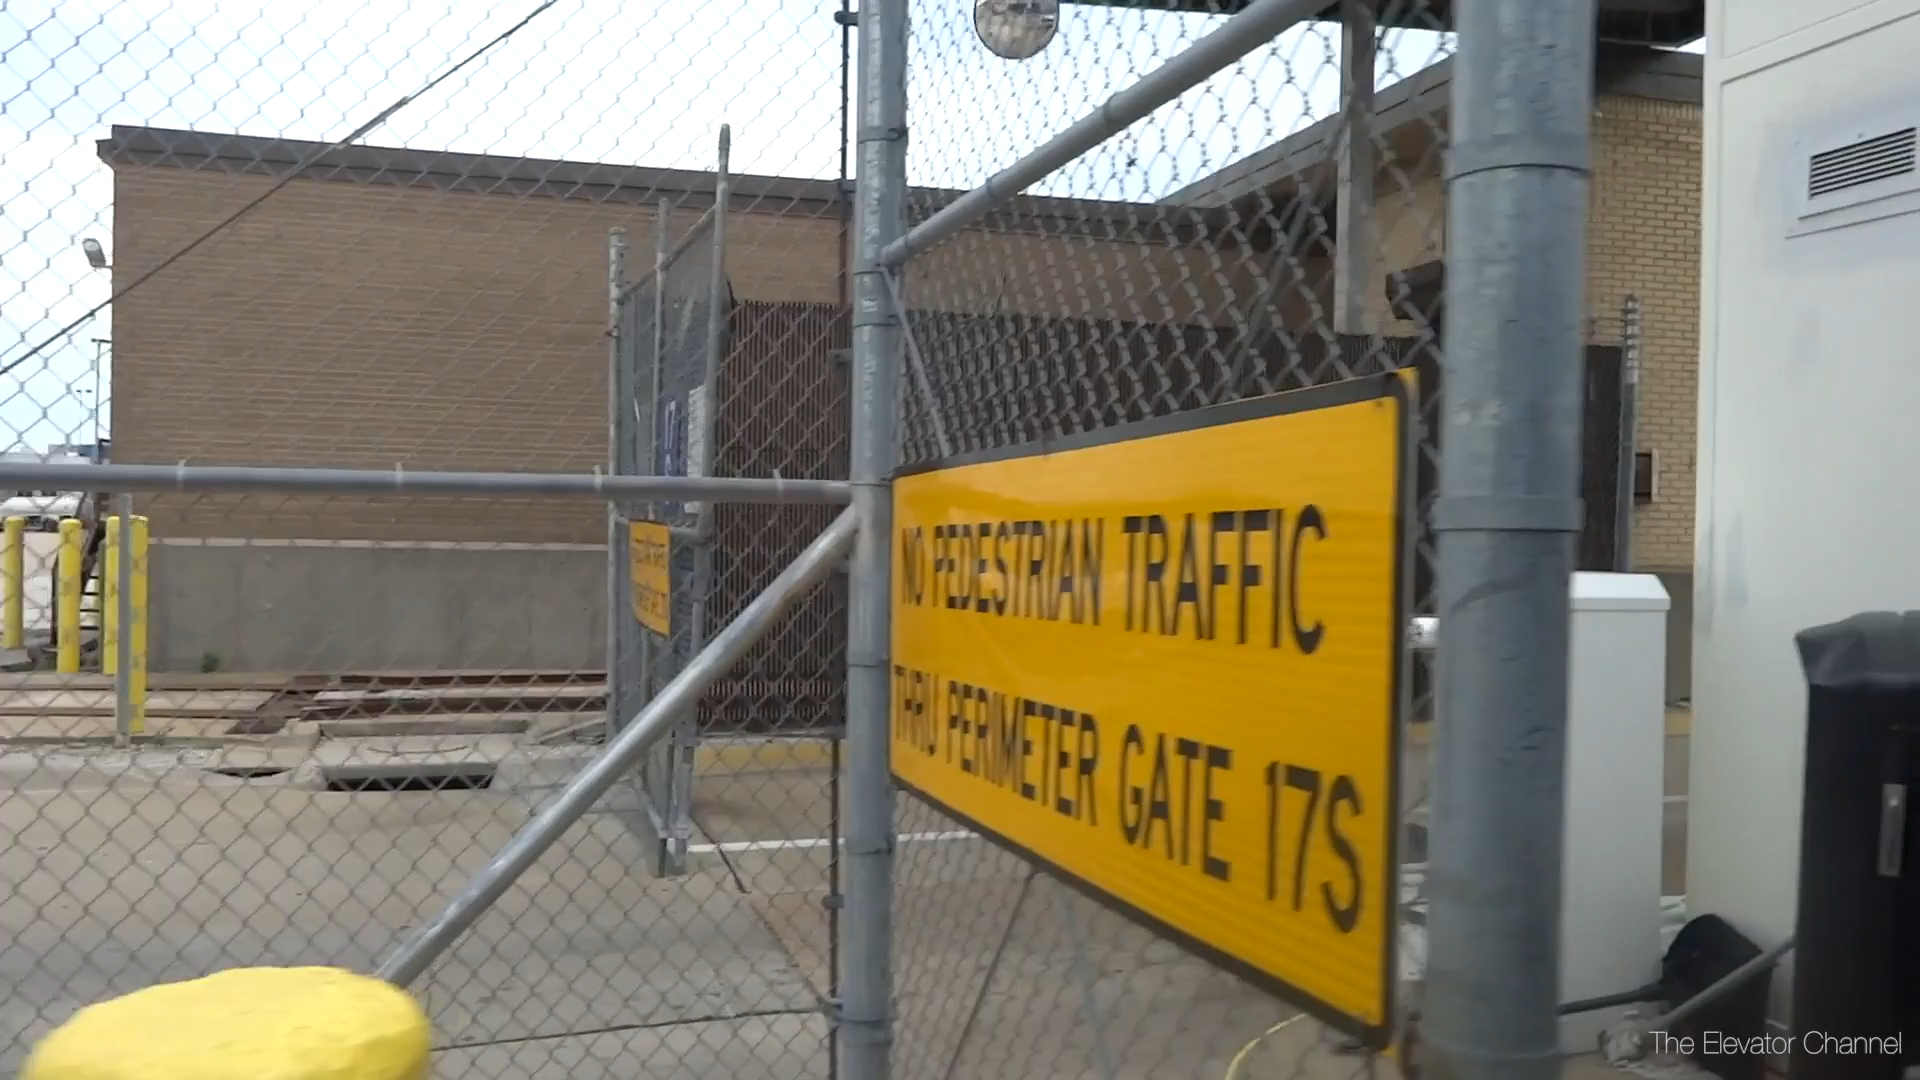 NO PEDESTRIAN TRAFFIC
THRU PERIMETER GATE 17S
The Elevator Channel